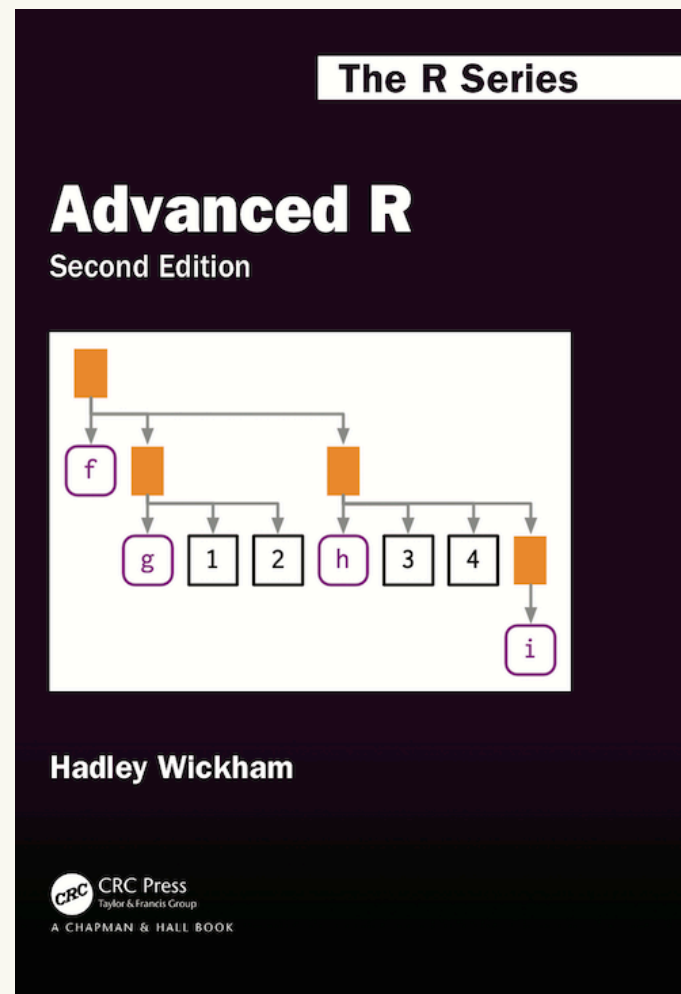 The R Series
Advanced R
Second Edition
f
g 1 2 h 3 4
i
Hadley Wickham
CRC CRC Press
Taylor & Francis Group
A CHAPMAN & HALL BOOK